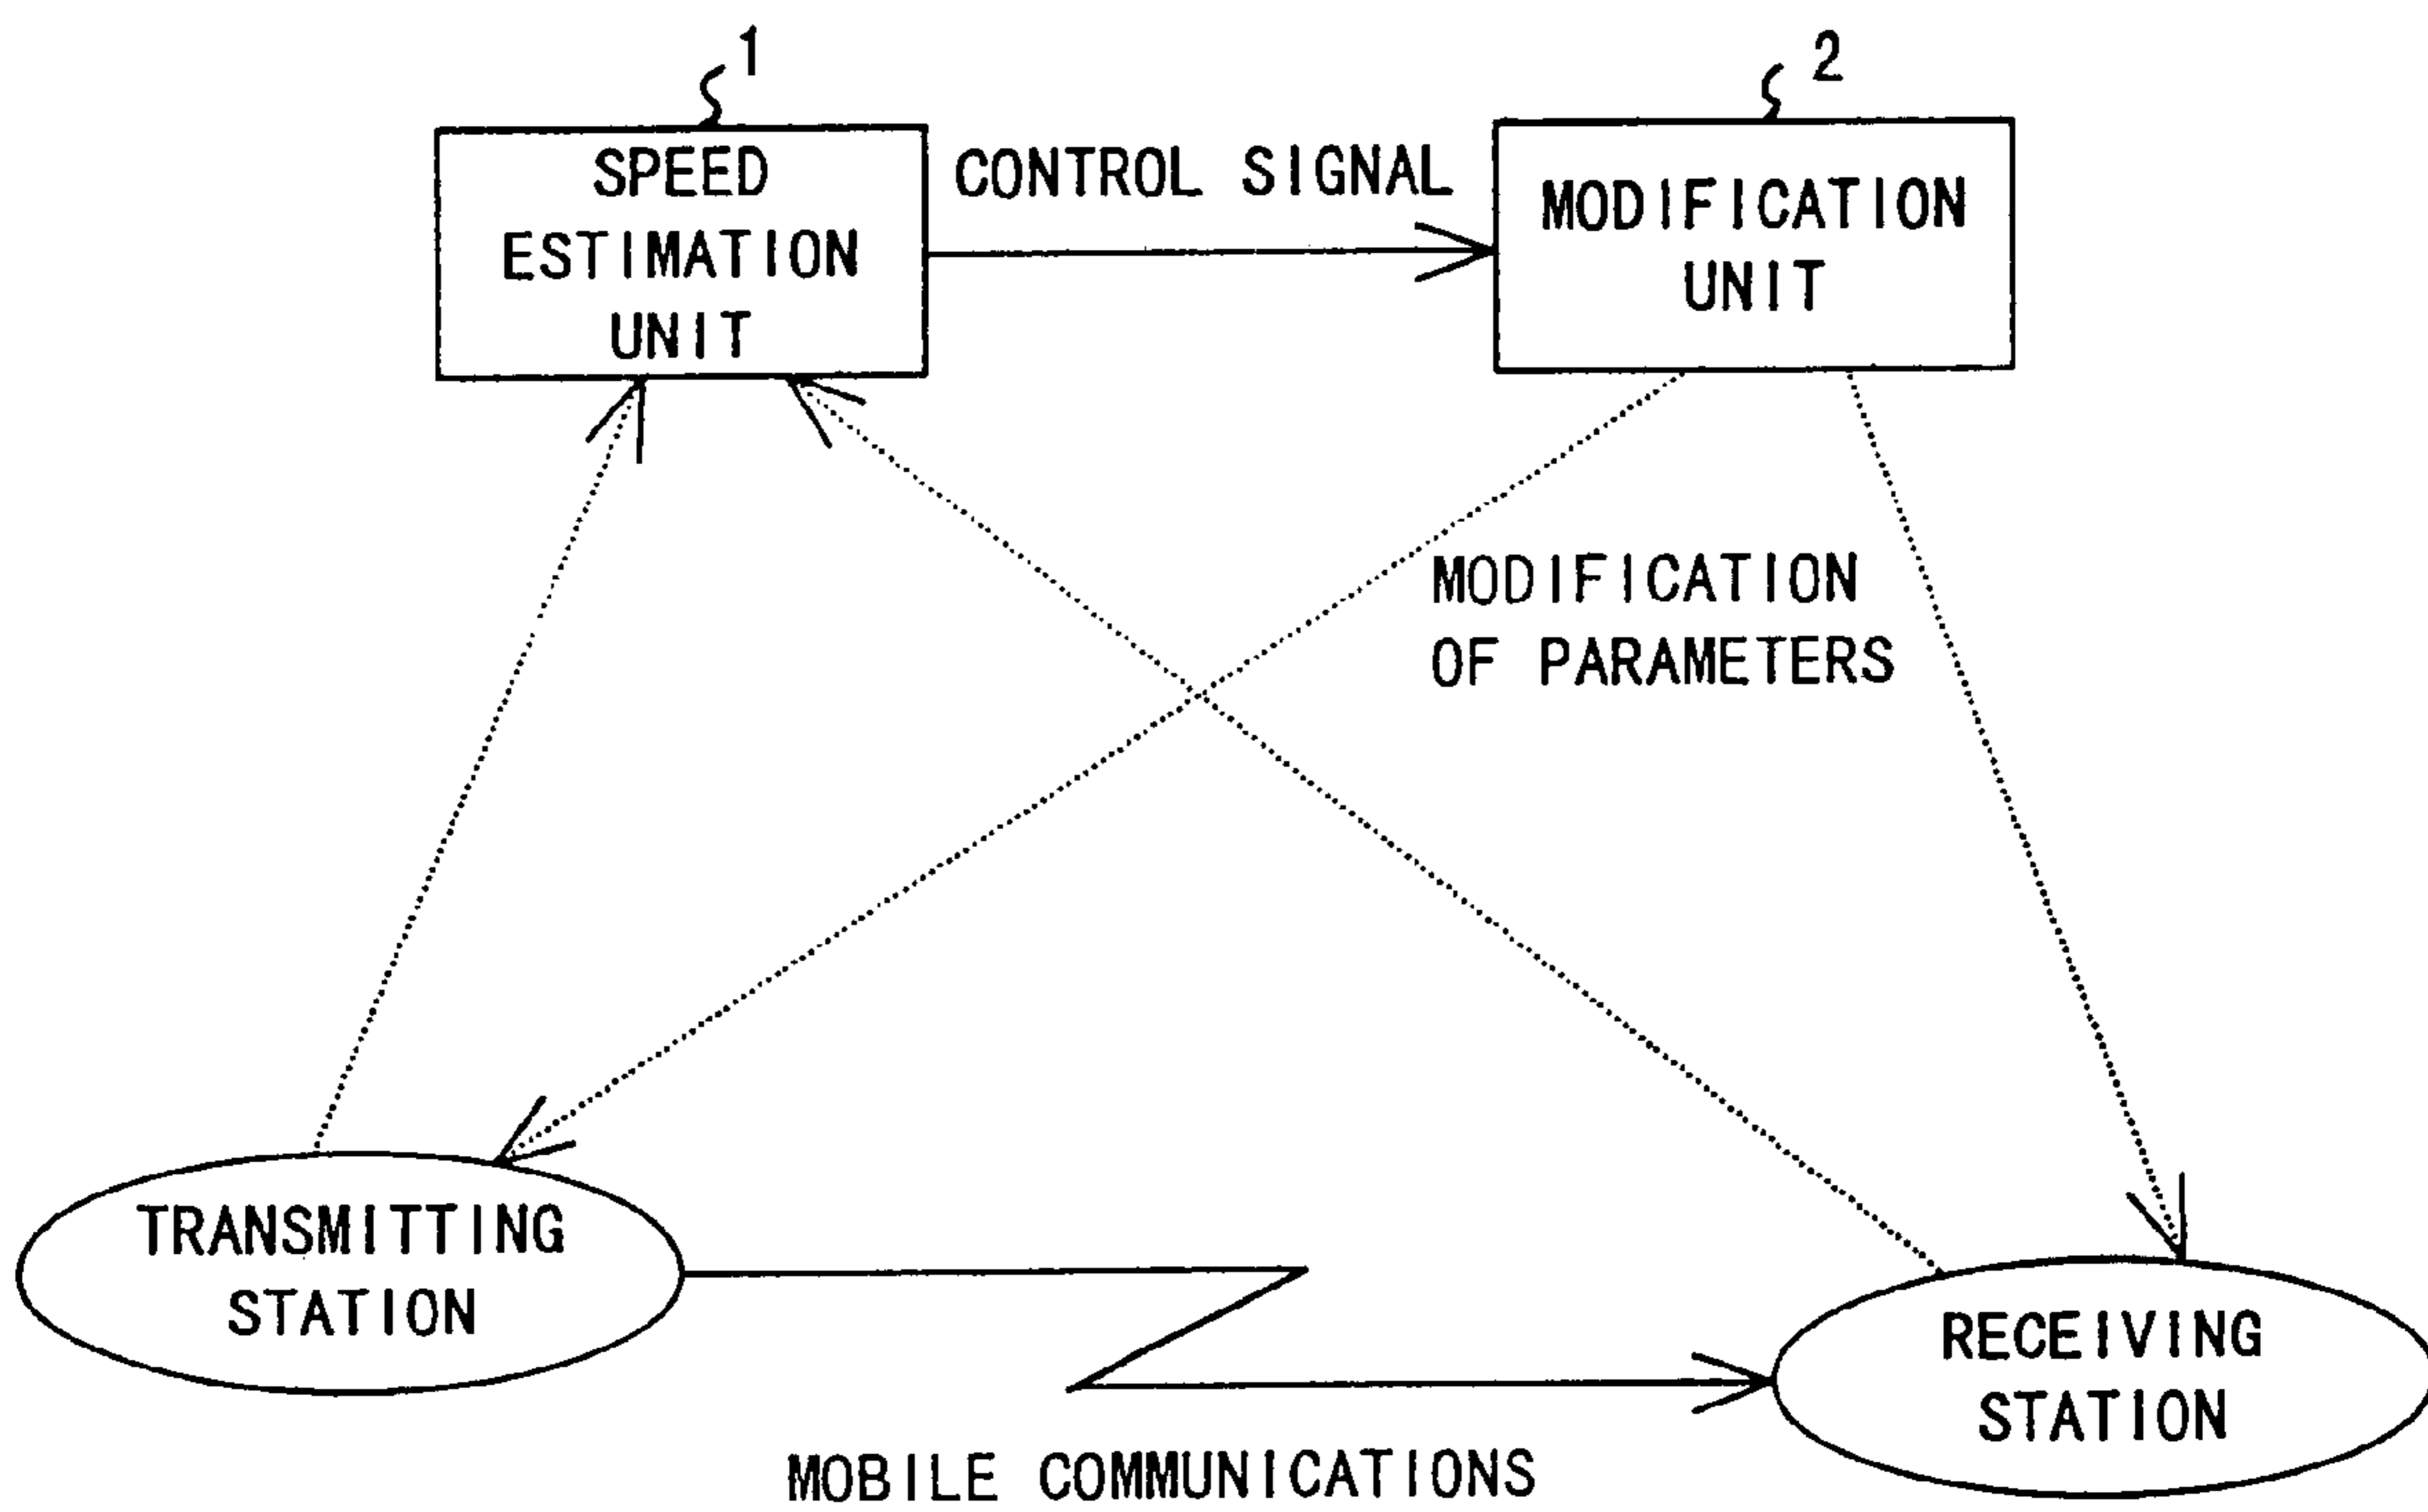 1
2
SPEED
ESTIMATION
UNIT
CONTROL SIGNAL
MODIFICATION
UNIT
MODIFICATION
OF PARAMETERS
TRANSMITTING
STATION
RECEIVING
STATION
MOBILE COMMUNICATIONS